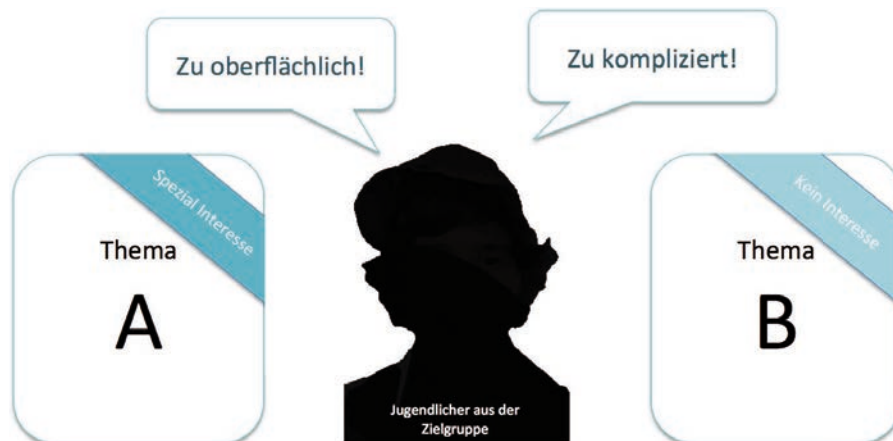 Zu oberflächlich!
Zu kompliziert!
Spezial Interesse
Thema
A
Kein Interesse
Thema
B
Jugendlicher aus der
Zielgruppe